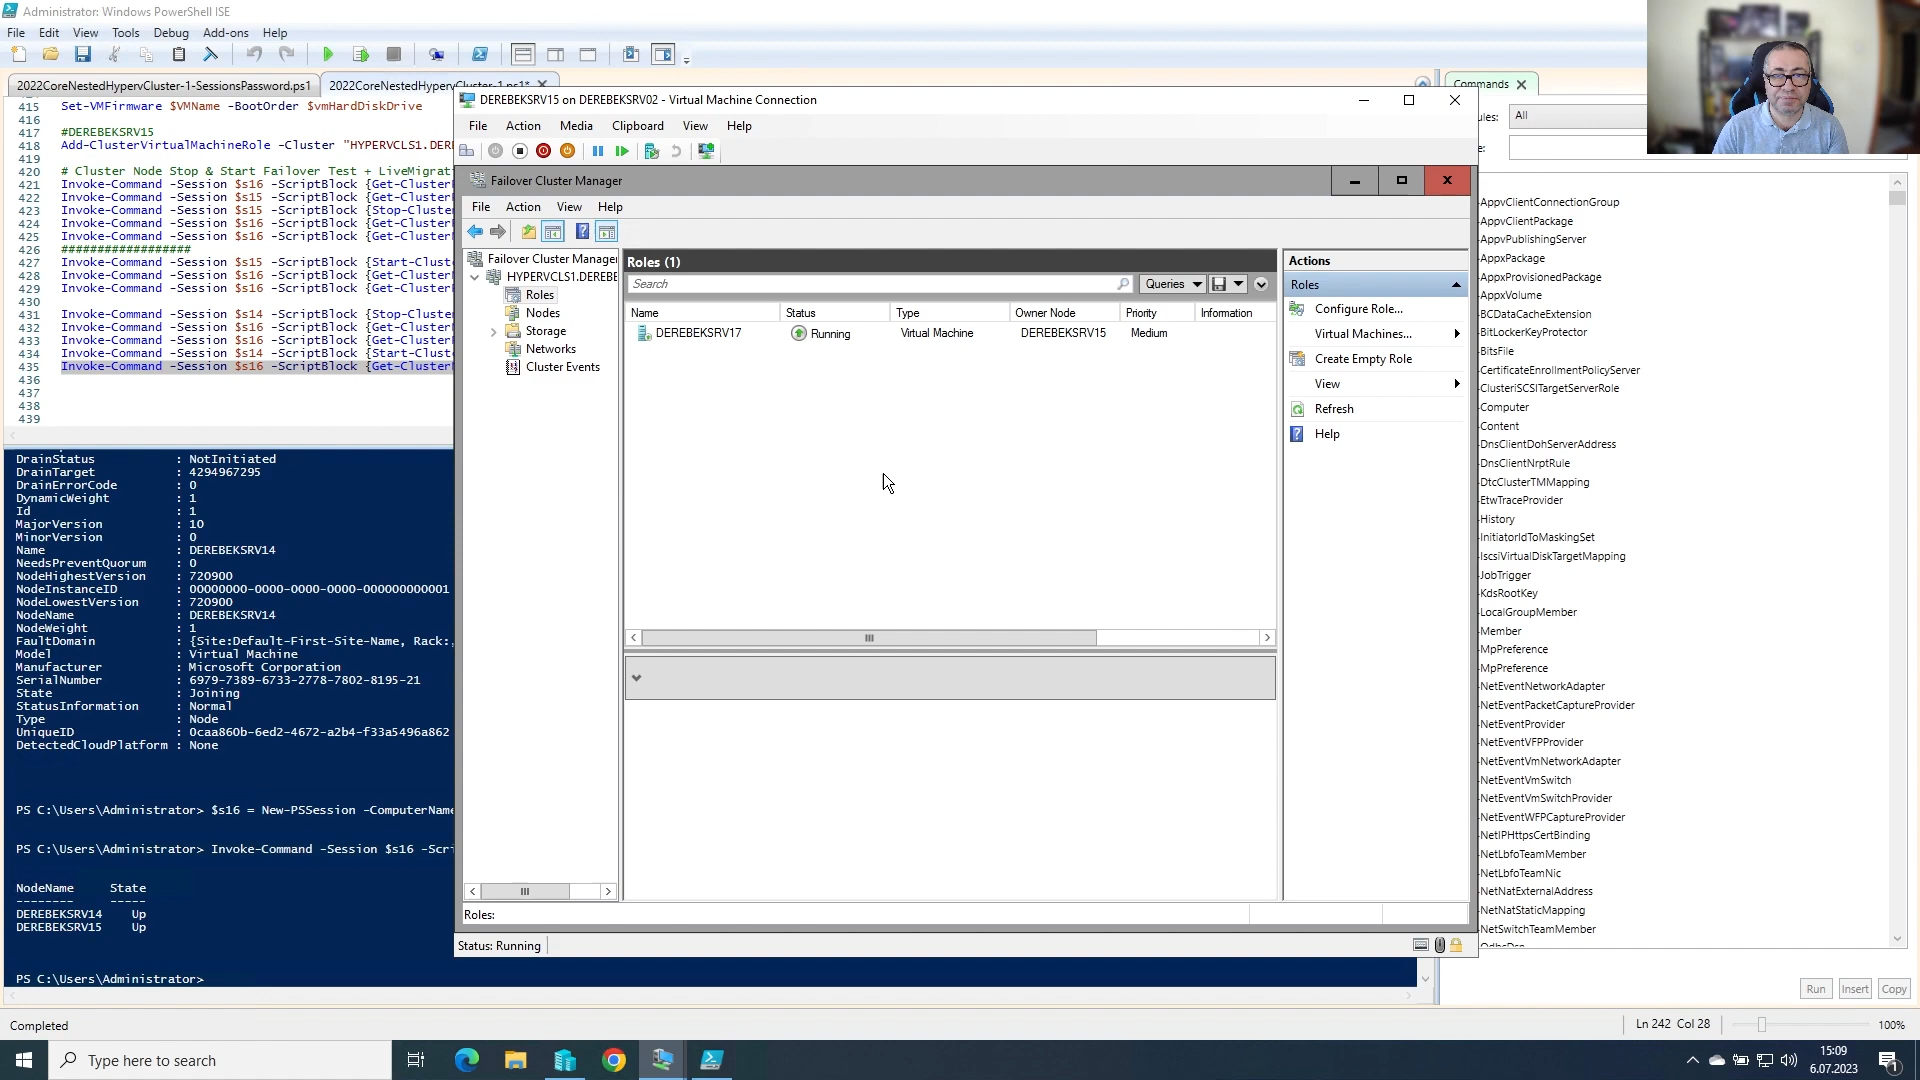 Administrator: Windows PowerShell ISE
File Edit View Tools Debug Add-ons Help
2022CoreNestedHypervCluster-1-SessionsPassword.ps1
2022CoreNestedHypervCluster-1.ps1*
415 Set-VMFirmware $VMName -BootOrder $vmHardDiskDrive
416
417 #DEREBEKSRV15
418 Add-ClusterVirtualMachineRole -Cluster "HYPERVCLS1.DERE
419
420 # Cluster Node Stop & Start Failover Test + LiveMigrati
421 Invoke-Command -Session $s16 -ScriptBlock {Get-Cluster
422 Invoke-Command -Session $s15 -ScriptBlock {Get-Cluster
423 Invoke-Command -Session $s15 -ScriptBlock {Stop-Cluster
424 Invoke-Command -Session $s16 -ScriptBlock {Get-Cluster
425 Invoke-Command -Session $s16 -ScriptBlock {Get-Cluster
426 ##################
427 Invoke-Command -Session $s15 -ScriptBlock {Start-Cluste
428 Invoke-Command -Session $s16 -ScriptBlock {Get-Cluster
429 Invoke-Command -Session $s16 -ScriptBlock {Get-Cluster
430
431 Invoke-Command -Session $s14 -ScriptBlock {Stop-Cluster
432 Invoke-Command -Session $s16 -ScriptBlock {Get-Cluster
433 Invoke-Command -Session $s16 -ScriptBlock {Get-Cluster
434 Invoke-Command -Session $s14 -ScriptBlock {Start-Cluste
435 Invoke-Command -Session $s16 -ScriptBlock {Get-Cluster
436
437
438
439
DrainStatus : NotInitiated
DrainTarget : 4294967295
DrainErrorCode : 0
DynamicWeight : 1
Id : 1
MajorVersion : 10
MinorVersion : 0
Name : DEREBEKSRV14
NeedsPreventQuorum : 0
NodeHighestVersion : 720900
NodeInstanceID : 00000000-0000-0000-0000-000000000001
NodeLowestVersion : 720900
NodeName : DEREBEKSRV14
NodeWeight : 1
FaultDomain : {Site:Default-First-Site-Name, Rack:,
Model : Virtual Machine
Manufacturer : Microsoft Corporation
SerialNumber : 6979-7389-6733-2778-7802-8195-21
State : Joining
StatusInformation : Normal
Type : Node
UniqueID : 0caa860b-6ed2-4672-a2b4-f33a5496a862
DetectedCloudPlatform : None
PS C:\Users\Administrator> $s16 = New-PSSession -ComputerName
PS C:\Users\Administrator> Invoke-Command -Session $s16 -Scri
NodeName State
-------- -----
DEREBEKSRV14 Up
DEREBEKSRV15 Up
PS C:\Users\Administrator>
DEREBEKSRV15 on DEREBEKSRV02 - Virtual Machine Connection
File Action Media Clipboard View Help
Failover Cluster Manager
File Action View Help
Failover Cluster Manager
HYPERVCLS1.DEREBE
Roles
Nodes
Storage
Networks
Cluster Events
Roles (1)
Search
Queries
Name Status Type Owner Node Priority Information
DEREBEKSRV17 Running Virtual Machine DEREBEKSRV15 Medium
Actions
Roles
Configure Role...
Virtual Machines...
Create Empty Role
View
Refresh
Help
Roles:
Status: Running
Commands
ules: All
e:
-AppvClientConnectionGroup
-AppvClientPackage
-AppvPublishingServer
-AppxPackage
-AppxProvisionedPackage
-AppxVolume
-BCDataCacheExtension
-BitLockerKeyProtector
-BitsFile
-CertificateEnrollmentPolicyServer
-ClusteriSCSITargetServerRole
-Computer
-Content
-DnsClientDohServerAddress
-DnsClientNrptRule
-DtcClusterTMMapping
-EtwTraceProvider
-History
-InitiatorIdToMaskingSet
-IscsiVirtualDiskTargetMapping
-JobTrigger
-KdsRootKey
-LocalGroupMember
-Member
-MpPreference
-MpPreference
-NetEventNetworkAdapter
-NetEventPacketCaptureProvider
-NetEventProvider
-NetEventVFPProvider
-NetEventVmNetworkAdapter
-NetEventVmSwitch
-NetEventVmSwitchProvider
-NetEventWFPCaptureProvider
-NetIPHttpsCertBinding
-NetLbfoTeamMember
-NetLbfoTeamNic
-NetNatExternalAddress
-NetNatStaticMapping
-NetSwitchTeamMember
-OdbcDsn
Run Insert Copy
Completed
Ln 242 Col 28
100%
Type here to search
15:09
6.07.2023
1